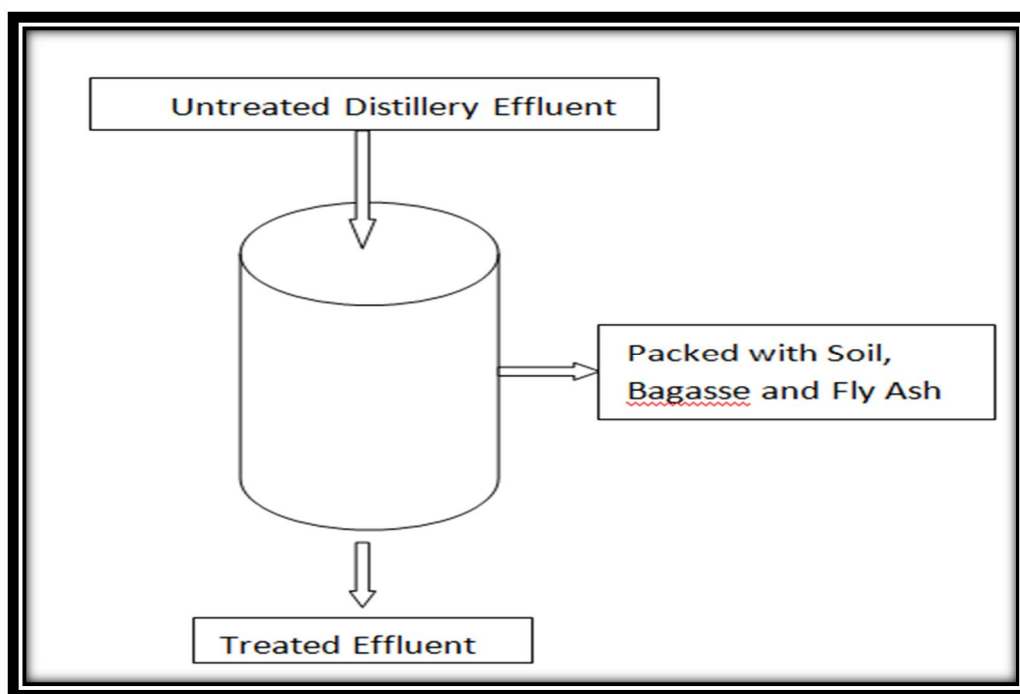 Untreated Distillery Effluent
Packed with Soil,
Bagasse and Fly Ash
Treated Effluent